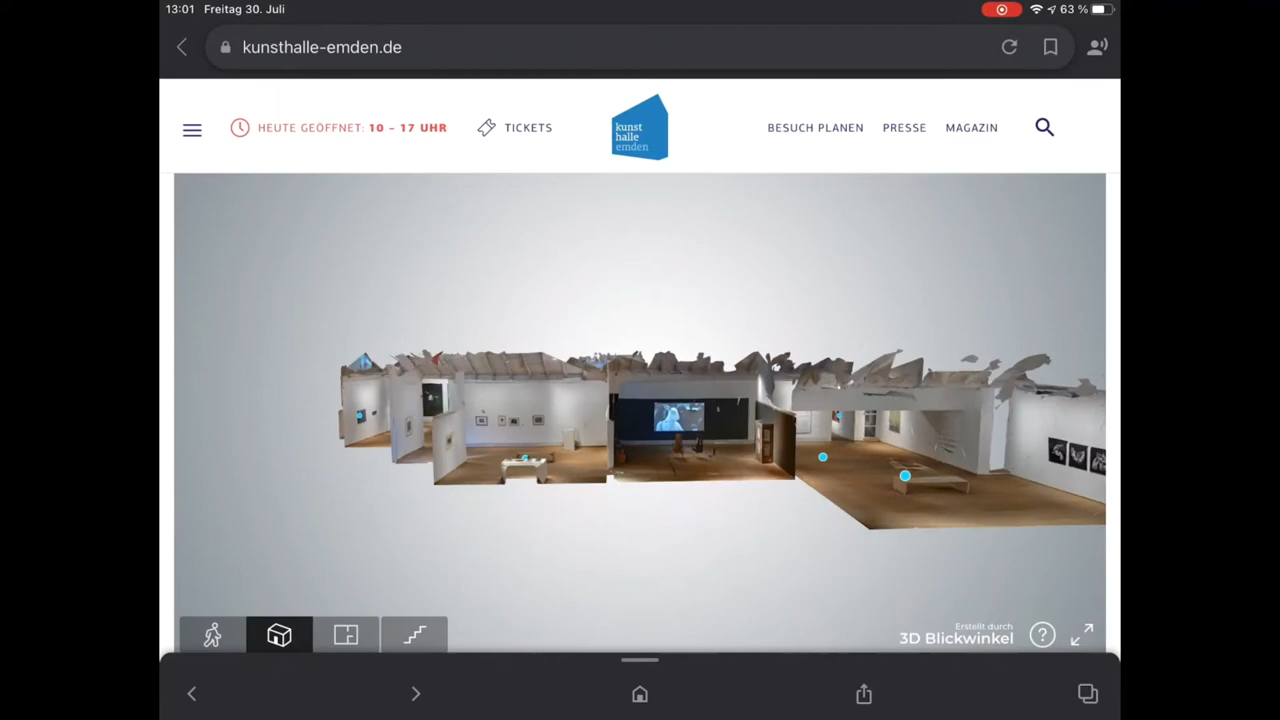 13:01 Freitag 30. Juli
63 %
kunsthalle-emden.de
HEUTE GEÖFFNET: 10 – 17 UHR
TICKETS
kunst
halle
emden
BESUCH PLANEN
PRESSE
MAGAZIN
Erstellt durch
3D Blickwinkel
?